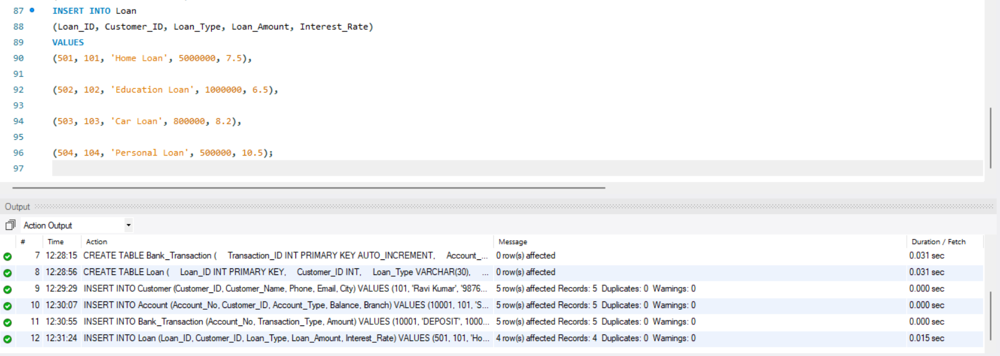 87 INSERT INTO Loan
88 (Loan_ID, Customer_ID, Loan_Type, Loan_Amount, Interest_Rate)
89 VALUES
90 (501, 101, 'Home Loan', 5000000, 7.5),
91
92 (502, 102, 'Education Loan', 1000000, 6.5),
93
94 (503, 103, 'Car Loan', 800000, 8.2),
95
96 (504, 104, 'Personal Loan', 500000, 10.5);
97
Output
Action Output
# Time Action Message Duration / Fetch
7 12:28:15 CREATE TABLE Bank_Transaction ( Transaction_ID INT PRIMARY KEY AUTO_INCREMENT, Account_... 0 row(s) affected 0.031 sec
8 12:28:56 CREATE TABLE Loan ( Loan_ID INT PRIMARY KEY, Customer_ID INT, Loan_Type VARCHAR(30), ... 0 row(s) affected 0.031 sec
9 12:29:29 INSERT INTO Customer (Customer_ID, Customer_Name, Phone, Email, City) VALUES (101, 'Ravi Kumar', '9876... 5 row(s) affected Records: 5 Duplicates: 0 Warnings: 0 0.000 sec
10 12:30:07 INSERT INTO Account (Account_No, Customer_ID, Account_Type, Balance, Branch) VALUES (10001, 101, 'S... 5 row(s) affected Records: 5 Duplicates: 0 Warnings: 0 0.000 sec
11 12:30:55 INSERT INTO Bank_Transaction (Account_No, Transaction_Type, Amount) VALUES (10001, 'DEPOSIT', 1000... 5 row(s) affected Records: 5 Duplicates: 0 Warnings: 0 0.000 sec
12 12:31:24 INSERT INTO Loan (Loan_ID, Customer_ID, Loan_Type, Loan_Amount, Interest_Rate) VALUES (501, 101, 'Ho... 4 row(s) affected Records: 4 Duplicates: 0 Warnings: 0 0.015 sec